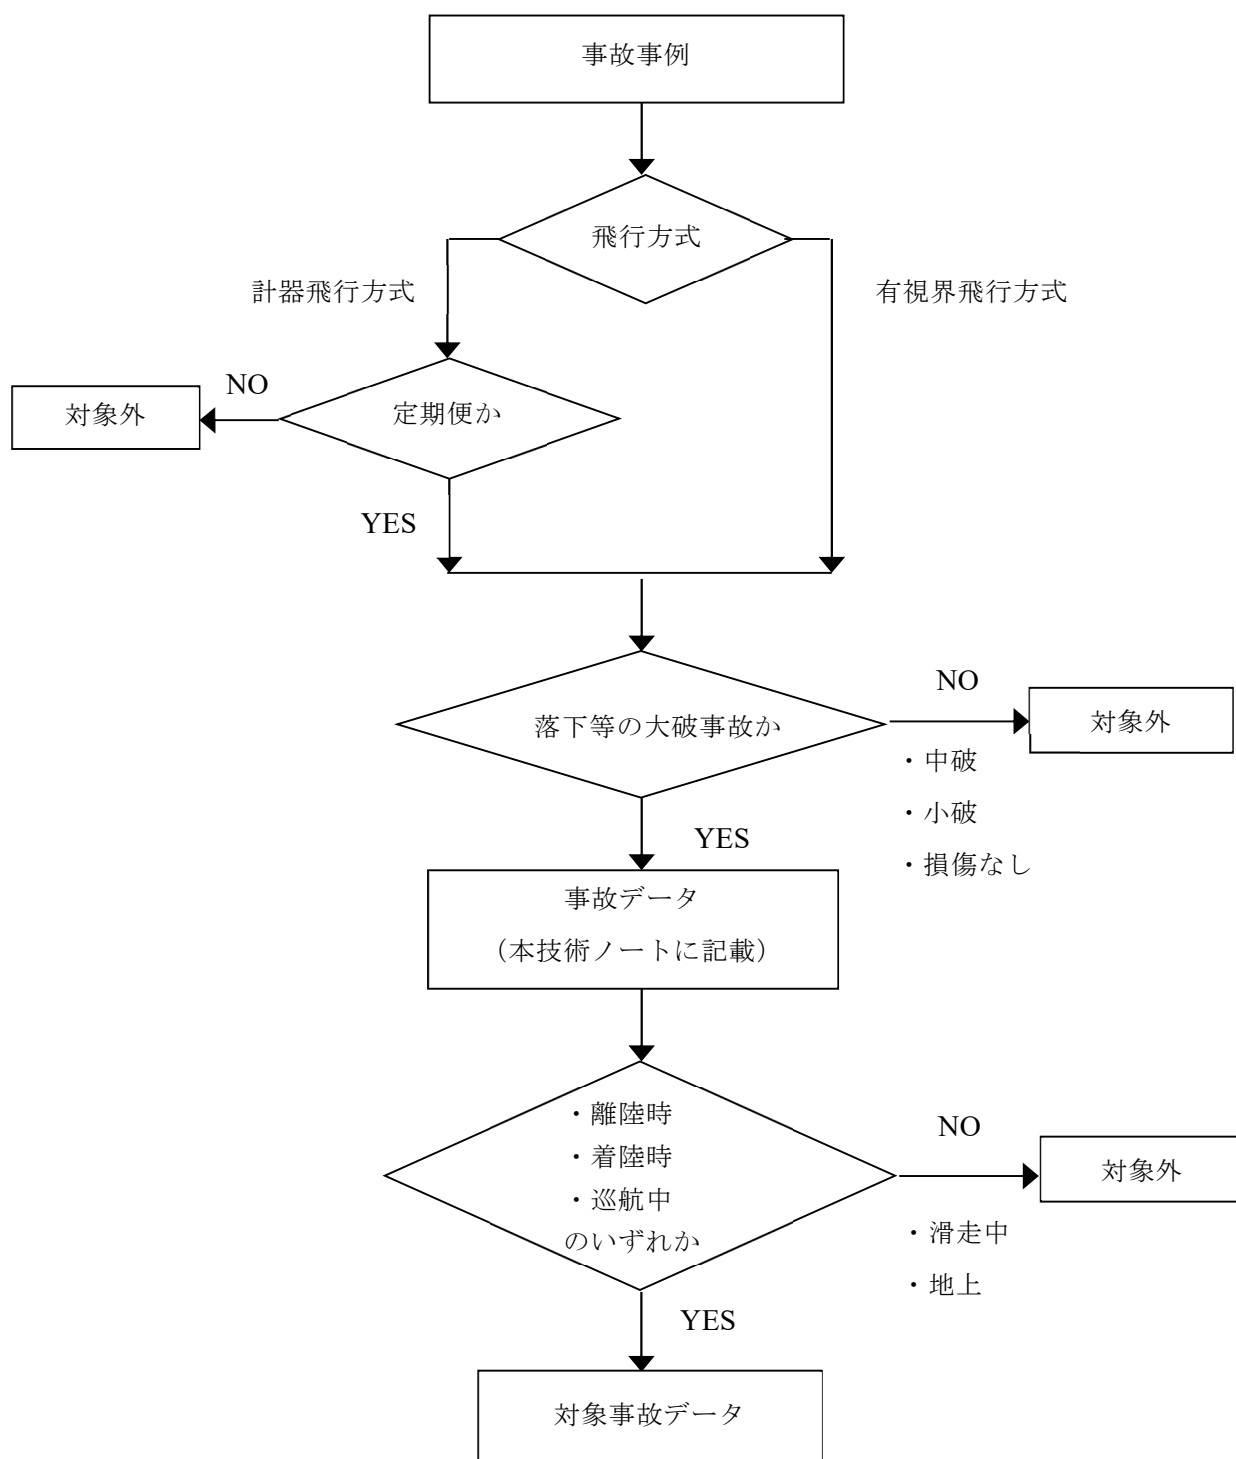 事故事例
飛行方式
計器飛行方式
有視界飛行方式
NO
対象外
定期便か
YES
落下等の大破事故か
NO
対象外
・中破
・小破
・損傷なし
YES
事故データ
（本技術ノートに記載）
・離陸時
・着陸時
・巡航中
のいずれか
NO
対象外
・滑走中
・地上
YES
対象事故データ